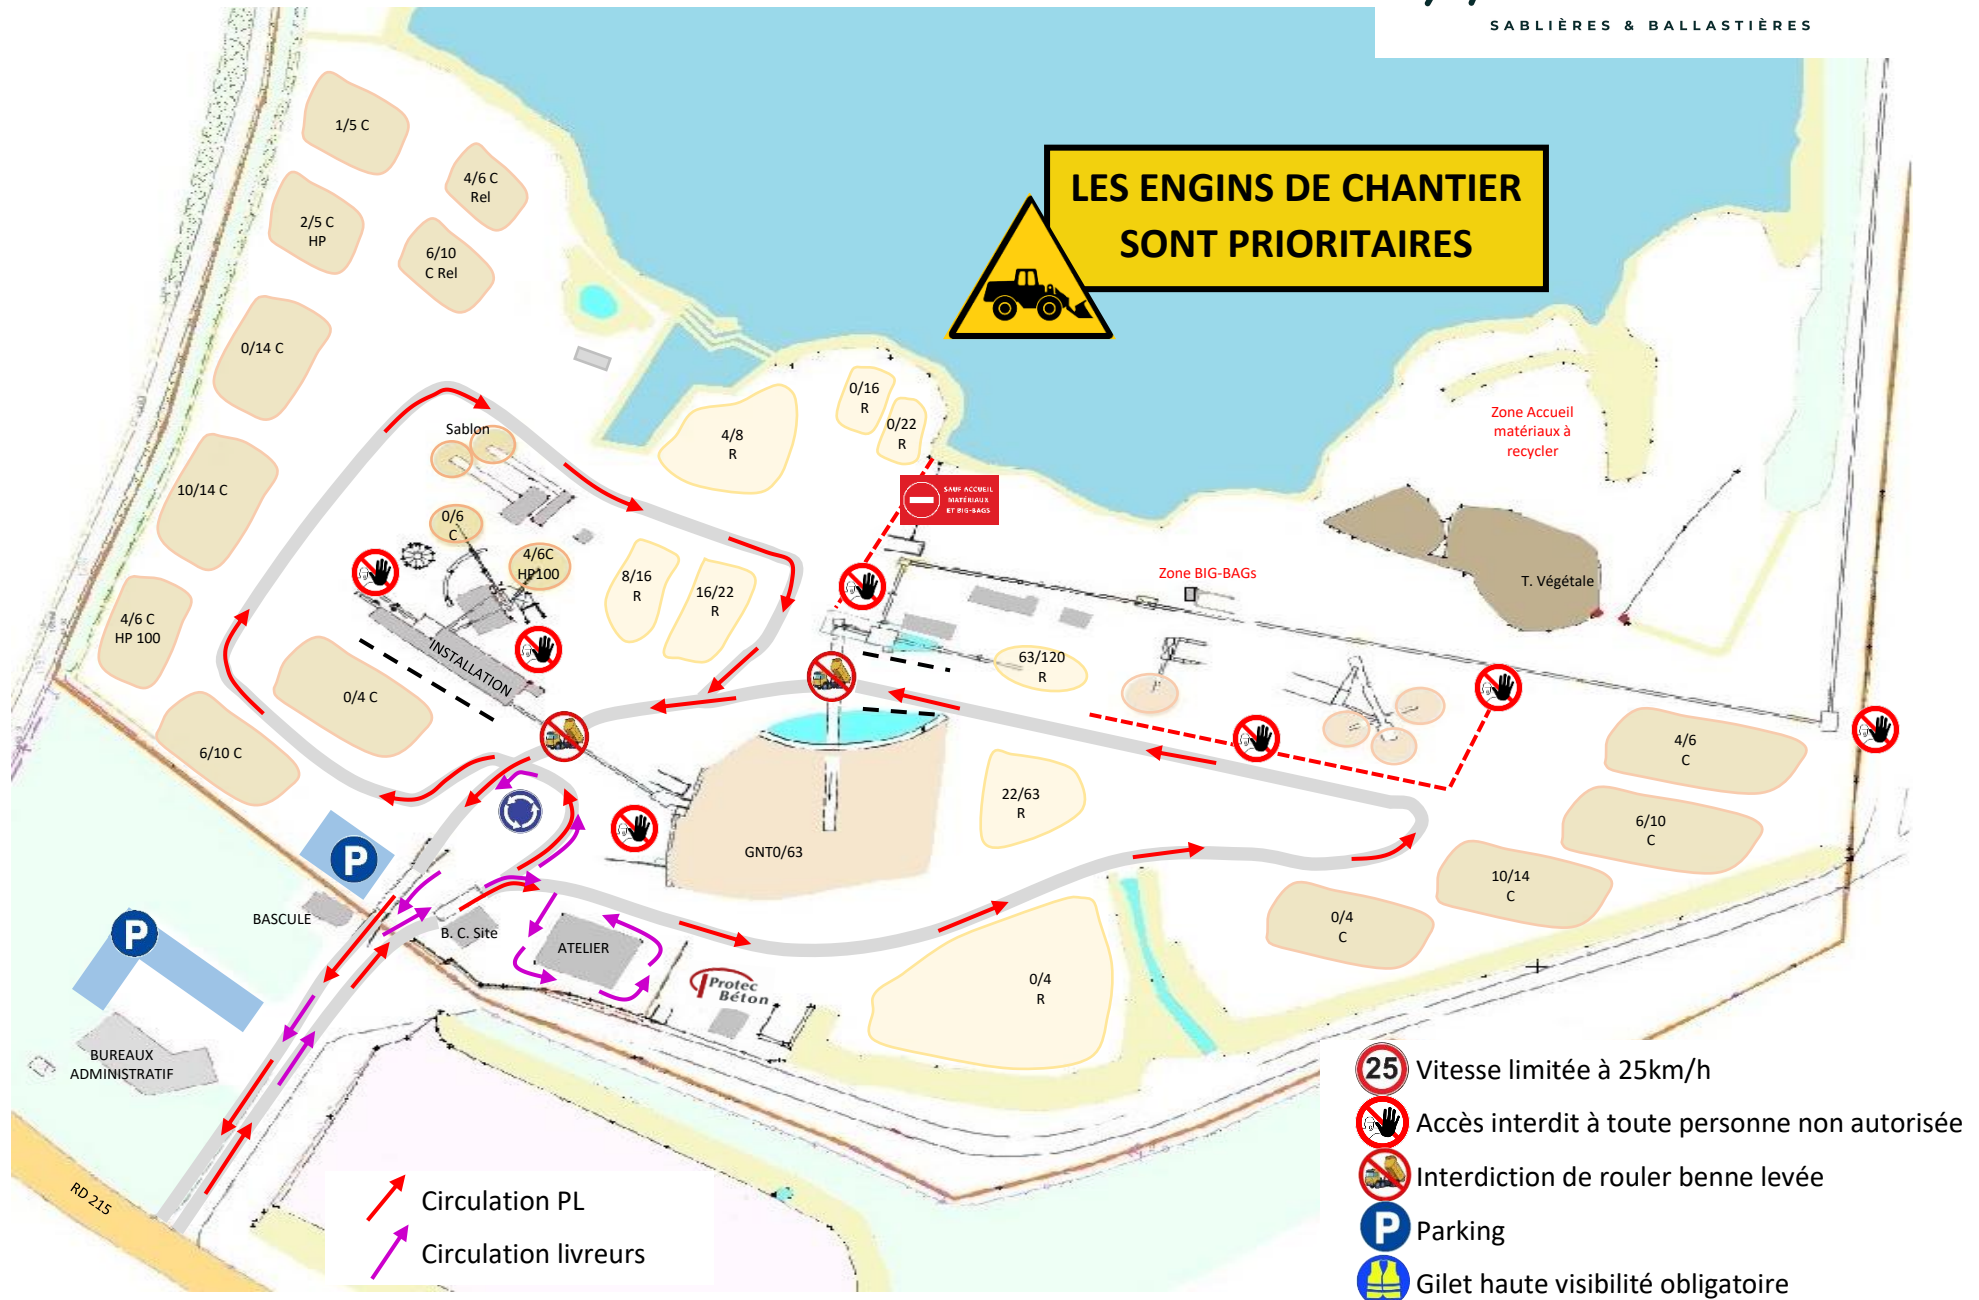 SABLIÈRES & BALLASTIÈRES
LES ENGINS DE CHANTIER
SONT PRIORITAIRES
1/5 C
4/6 C
Rel
2/5 C
HP
6/10
C Rel
0/14 C
10/14 C
4/6 C
HP 100
6/10 C
0/4 C
Sablon
0/6
C
4/6C
HP100
INSTALLATION
8/16
R
16/22
R
4/8
R
0/16
R
0/22
R
SAUF ACCUEIL
MATÉRIAUX
ET BIG-BAGS
Zone Accueil
matériaux à
recycler
T. Végétale
Zone BIG-BAGs
63/120
R
22/63
R
GNT0/63
4/6
C
6/10
C
10/14
C
0/4
C
0/4
R
P
BASCULE
P
B. C. Site
ATELIER
Protec
Béton
BUREAUX
ADMINISTRATIF
RD 215
Circulation PL
Circulation livreurs
25 Vitesse limitée à 25km/h
Accès interdit à toute personne non autorisée
Interdiction de rouler benne levée
P Parking
Gilet haute visibilité obligatoire